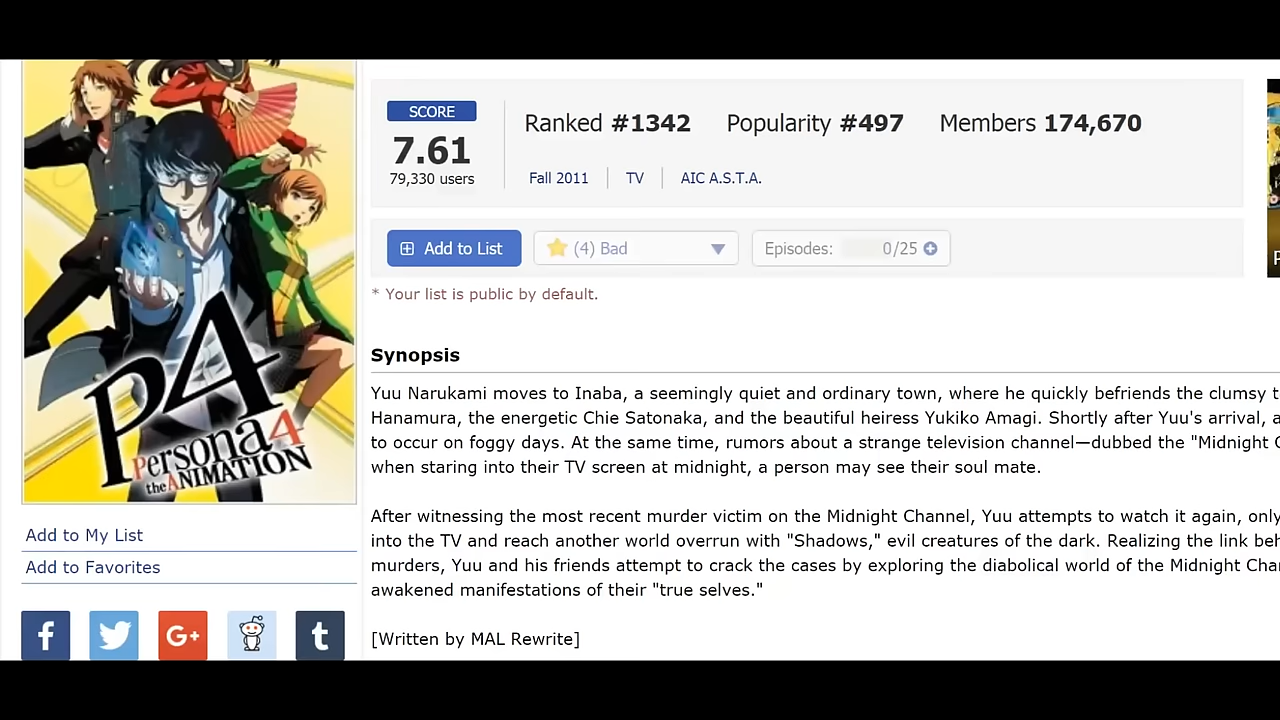 P4
Persona4
the ANIMATION
Add to My List
Add to Favorites
f
G+
t
SCORE
7.61
79,330 users
Ranked #1342 Popularity #497 Members 174,670
Fall 2011 TV AIC A.S.T.A.
Add to List (4) Bad Episodes: 0/25
* Your list is public by default.
Synopsis
Yuu Narukami moves to Inaba, a seemingly quiet and ordinary town, where he quickly befriends the clumsy
Hanamura, the energetic Chie Satonaka, and the beautiful heiress Yukiko Amagi. Shortly after Yuu's arrival,
to occur on foggy days. At the same time, rumors about a strange television channel—dubbed the "Midnight
when staring into their TV screen at midnight, a person may see their soul mate.
After witnessing the most recent murder victim on the Midnight Channel, Yuu attempts to watch it again, only
into the TV and reach another world overrun with "Shadows," evil creatures of the dark. Realizing the link
murders, Yuu and his friends attempt to crack the cases by exploring the diabolical world of the Midnight
awakened manifestations of their "true selves."
[Written by MAL Rewrite]